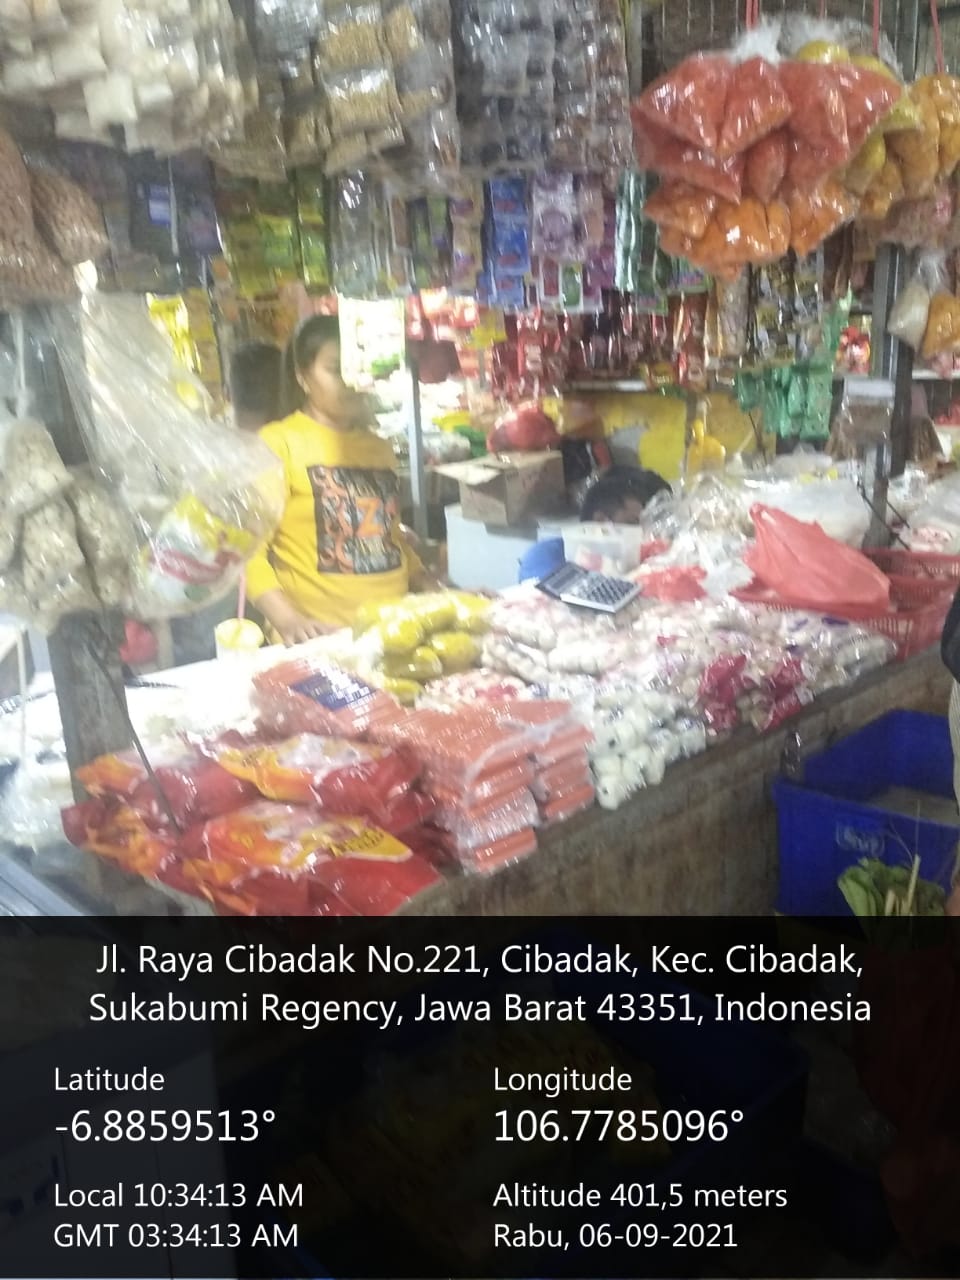 Z
Jl. Raya Cibadak No.221, Cibadak, Kec. Cibadak,
Sukabumi Regency, Jawa Barat 43351, Indonesia
Latitude
-6.8859513°
Longitude
106.7785096°
Local 10:34:13 AM
GMT 03:34:13 AM
Altitude 401,5 meters
Rabu, 06-09-2021